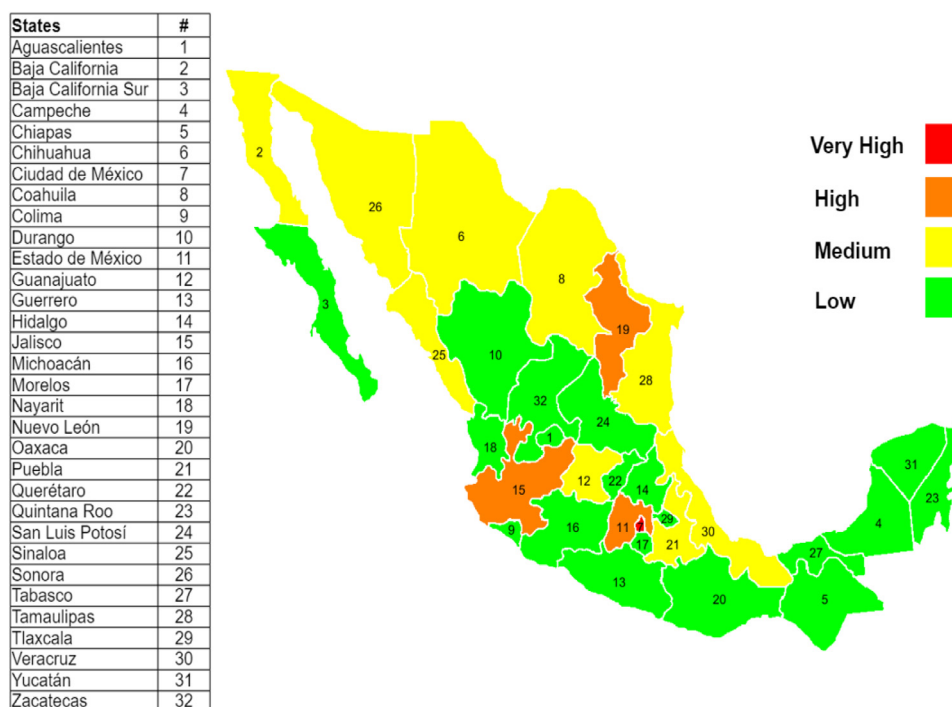 States #
Aguascalientes 1
Baja California 2
Baja California Sur 3
Campeche 4
Chiapas 5
Chihuahua 6
Ciudad de México 7
Coahuila 8
Colima 9
Durango 10
Estado de México 11
Guanajuato 12
Guerrero 13
Hidalgo 14
Jalisco 15
Michoacán 16
Morelos 17
Nayarit 18
Nuevo León 19
Oaxaca 20
Puebla 21
Querétaro 22
Quintana Roo 23
San Luis Potosí 24
Sinaloa 25
Sonora 26
Tabasco 27
Tamaulipas 28
Tlaxcala 29
Veracruz 30
Yucatán 31
Zacatecas 32
Very High
High
Medium
Low
2
26
6
8
3
19
25
10
28
32
24
18
1
31
15
12
22
14
23
9
16
11
7
29
30
4
17
21
27
13
20
5